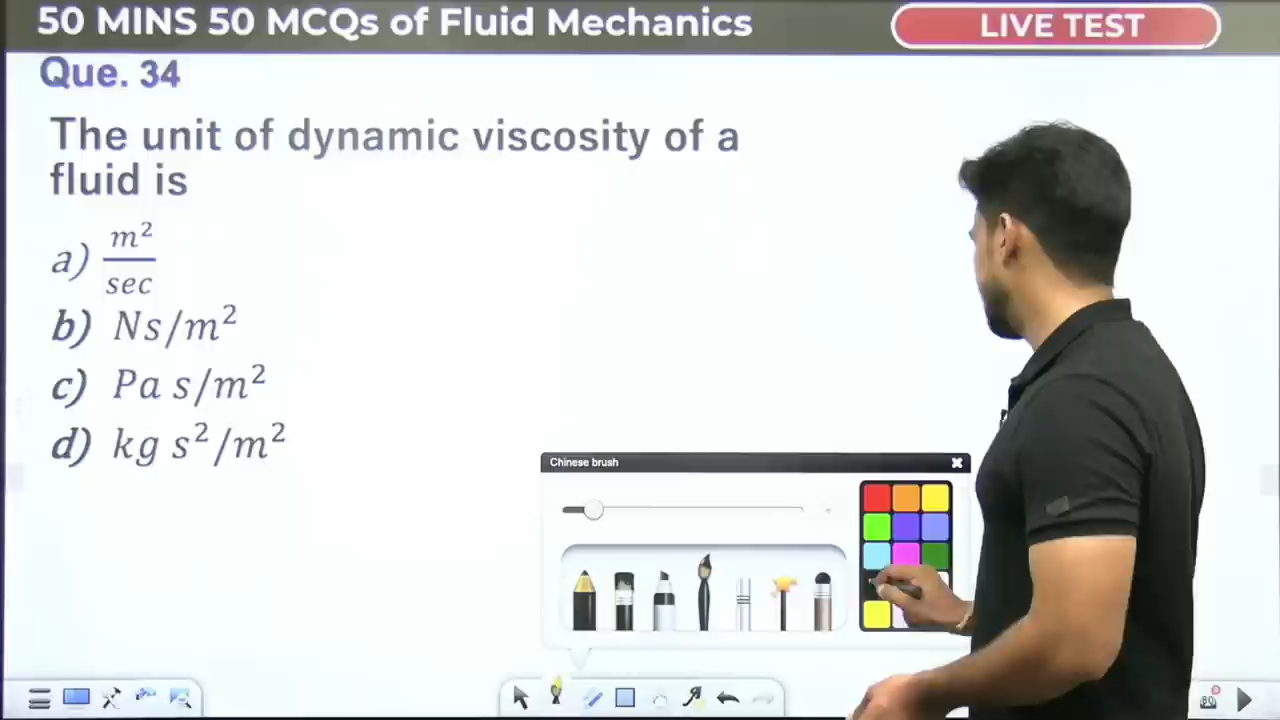 50 MINS 50 MCQs of Fluid Mechanics
LIVE TEST
Que. 34
The unit of dynamic viscosity of a
fluid is
a) m²/sec
b) Ns/m²
c) Pa s/m²
d) kg s²/m²
Chinese brush
80